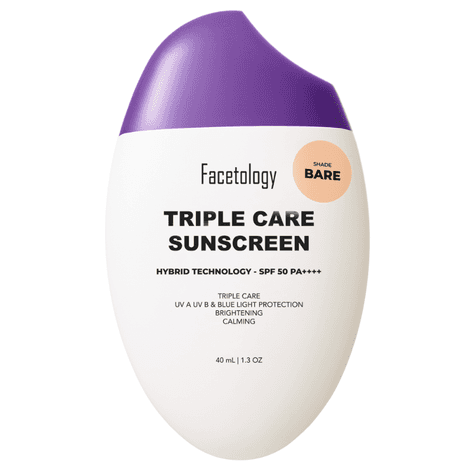 SHADE
BARE
Facetology
TRIPLE CARE
SUNSCREEN
HYBRID TECHNOLOGY - SPF 50 PA++++
TRIPLE CARE
UV A UV B & BLUE LIGHT PROTECTION
BRIGHTENING
CALMING
40 mL | 1.3 OZ